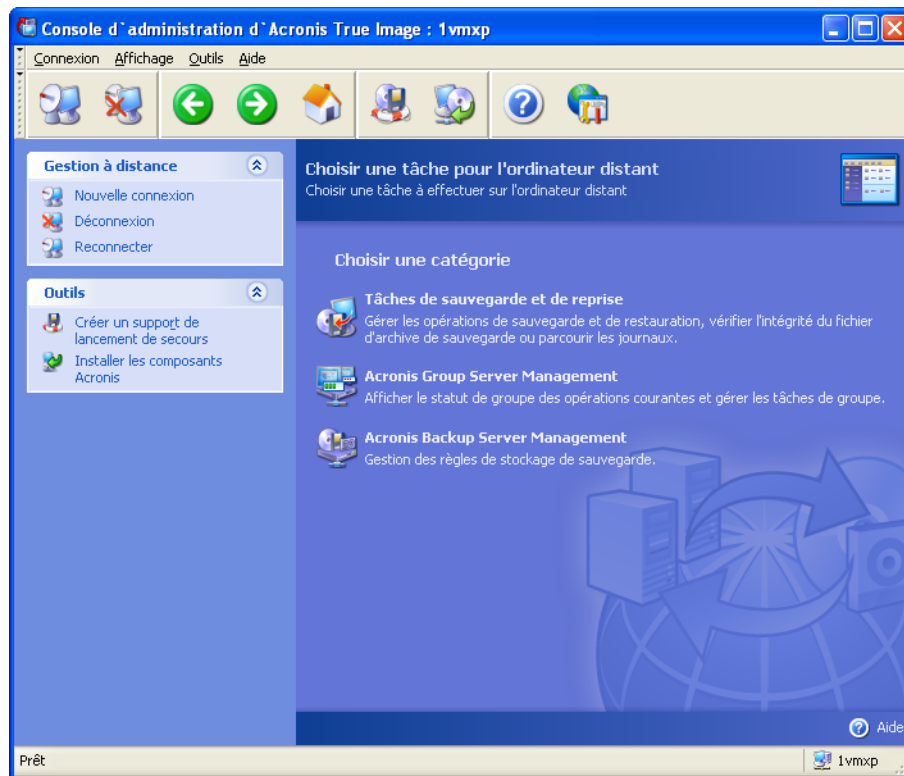 Console d`administration d`Acronis True Image : 1vmxp
Connexion Affichage Outils Aide
Gestion à distance
Nouvelle connexion
Déconnexion
Reconnecter
Outils
Créer un support de
lancement de secours
Installer les composants
Acronis
Choisir une tâche pour l'ordinateur distant
Choisir une tâche à effectuer sur l'ordinateur distant
Choisir une catégorie
Tâches de sauvegarde et de reprise
Gérer les opérations de sauvegarde et de restauration, vérifier l'intégrité du fichier
d'archive de sauvegarde ou parcourir les journaux.
Acronis Group Server Management
Afficher le statut de groupe des opérations courantes et gérer les tâches de groupe.
Acronis Backup Server Management
Gestion des règles de stockage de sauvegarde.
Aide
Prêt
1vmxp